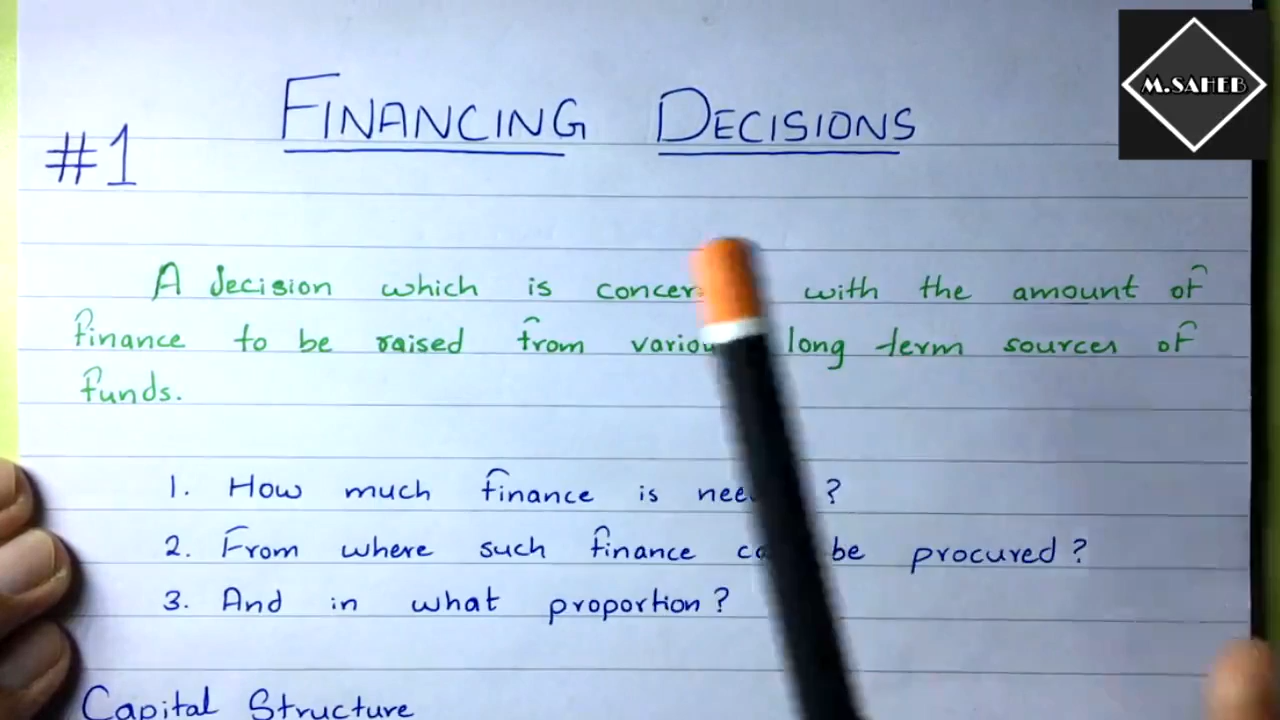 M.SAHEB
FINANCING DECISIONS
#1
A decision which is with the amount of
finance to be raised from long term sources of
funds.
1. How much finance is ?
2. From where such finance be procured?
3. And in what proportion?
Capital Structure